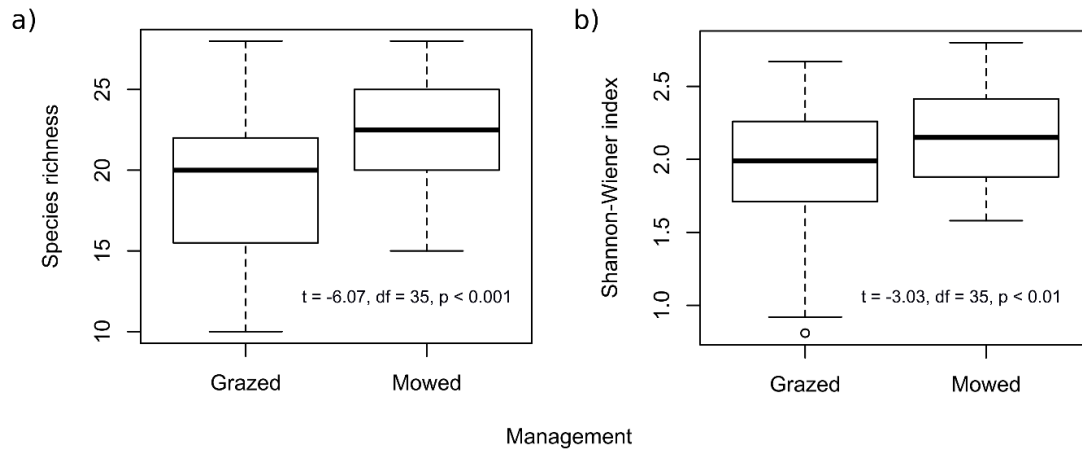 a)
Species richness
25
20
15
10
t = -6.07, df = 35, p < 0.001
Grazed
Mowed
b)
Shannon-Wiener index
2.5
2.0
1.5
1.0
t = -3.03, df = 35, p < 0.01
Grazed
Mowed
Management